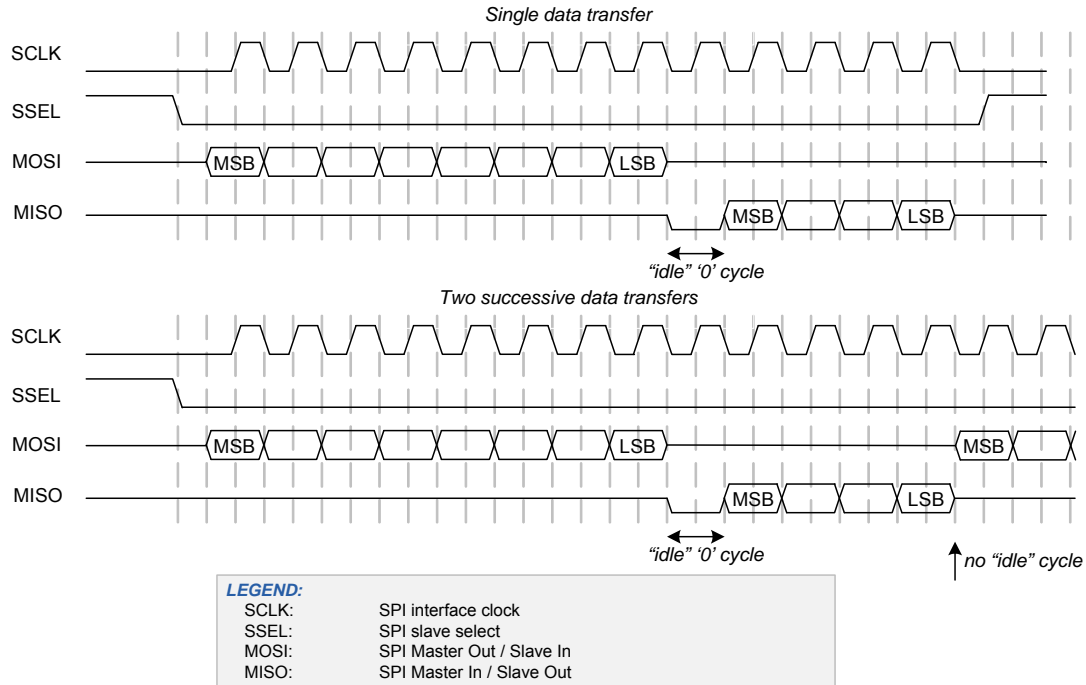 Single data transfer
SCLK
SSEL
MOSI MSB LSB
MISO MSB LSB
“idle” ‘0’ cycle
Two successive data transfers
SCLK
SSEL
MOSI MSB LSB MSB
MISO MSB LSB
“idle” ‘0’ cycle no “idle” cycle
LEGEND:
SCLK: SPI interface clock
SSEL: SPI slave select
MOSI: SPI Master Out / Slave In
MISO: SPI Master In / Slave Out